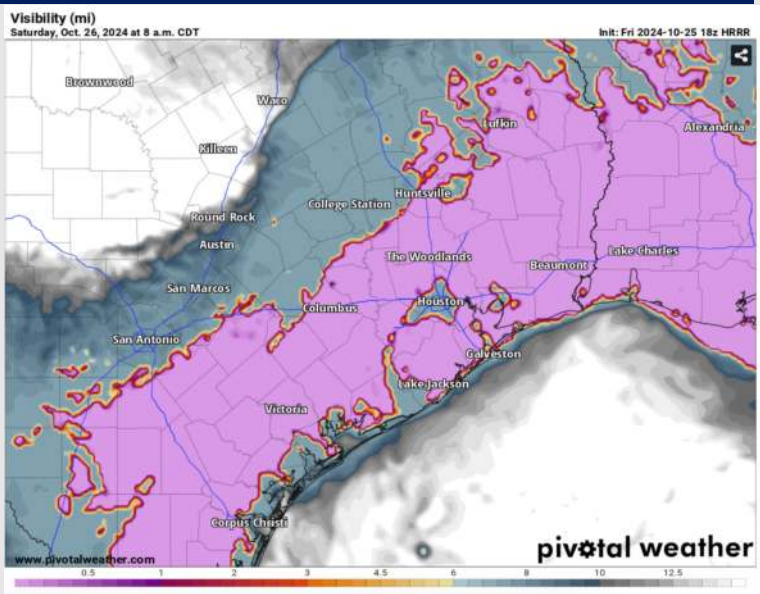 Visibility (mi)
Saturday, Oct. 26, 2024 at 8 a.m. CDT
Init: Fri 2024-10-25 18z HRRR
Brownwood
Waco
Lufkin
Alexandria
Killeen
Huntsville
College Station
Round Rock
Austin
The Woodlands
Lake Charles
Beaumont
San Marcos
Houston
Columbus
San Antonio
Galveston
Lake Jackson
Victoria
Corpus Christi
www.pivotalweather.com
pivotal weather
0.5 1 2 3 4.5 6 8 10 12.5